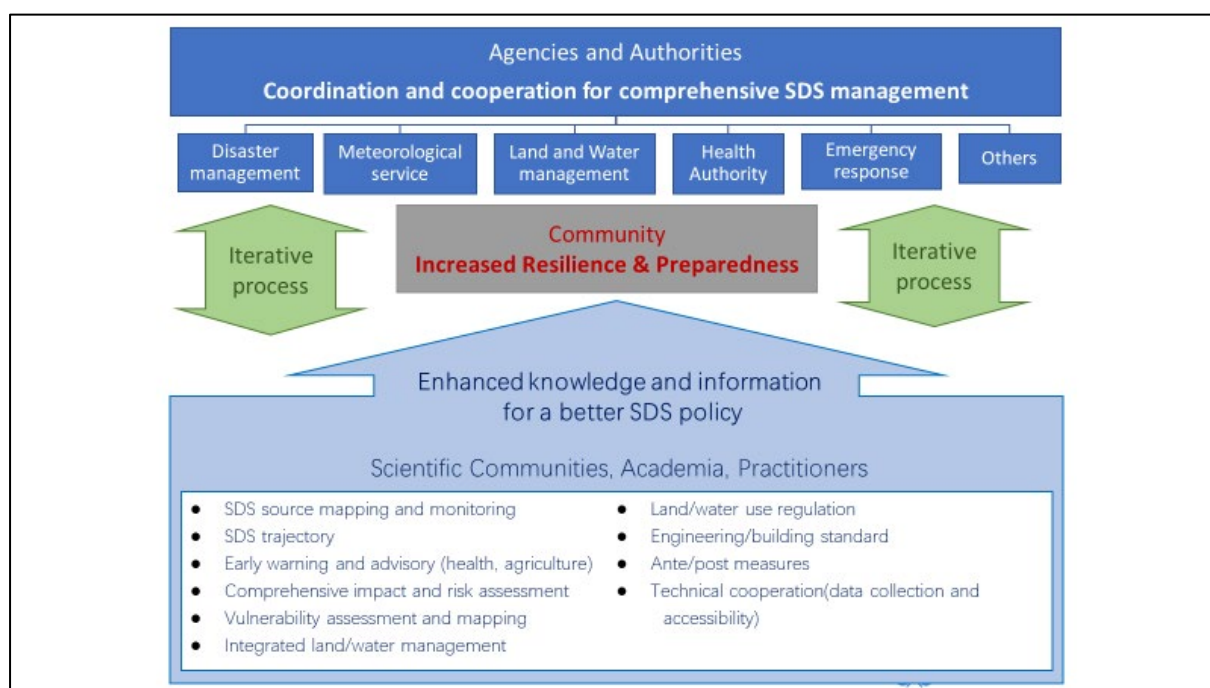 Agencies and Authorities
Coordination and cooperation for comprehensive SDS management
Disaster
management
Meteorological
service
Land and Water
management
Health
Authority
Emergency
response
Others
Iterative
process
Community
Increased Resilience & Preparedness
Iterative
process
Enhanced knowledge and information
for a better SDS policy
Scientific Communities, Academia, Practitioners
● SDS source mapping and monitoring
● SDS trajectory
● Early warning and advisory (health, agriculture)
● Comprehensive impact and risk assessment
● Vulnerability assessment and mapping
● Integrated land/water management
● Land/water use regulation
● Engineering/building standard
● Ante/post measures
● Technical cooperation(data collection and
accessibility)